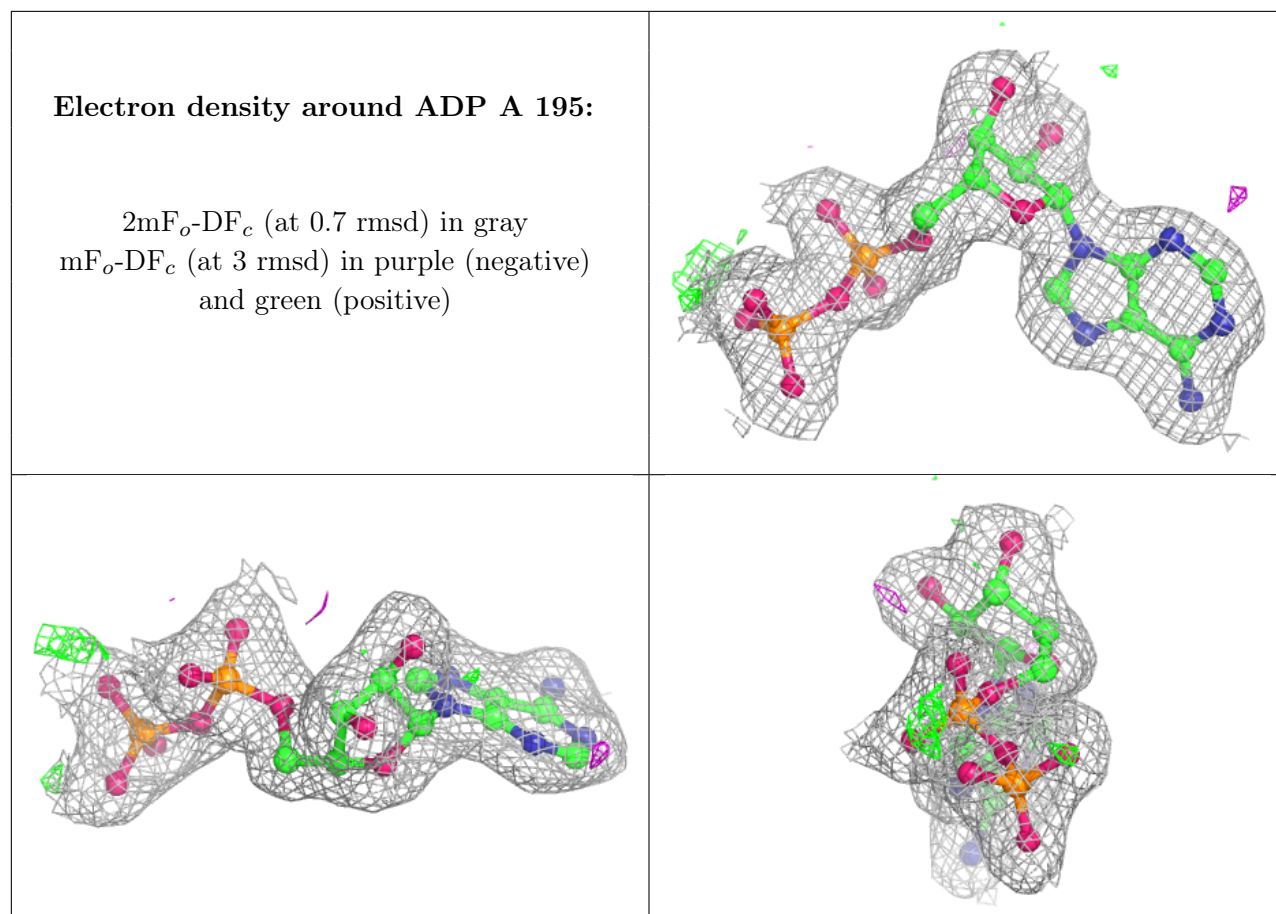 Electron density around ADP A 195:
2mFo-DFc (at 0.7 rmsd) in gray
mFo-DFc (at 3 rmsd) in purple (negative)
and green (positive)